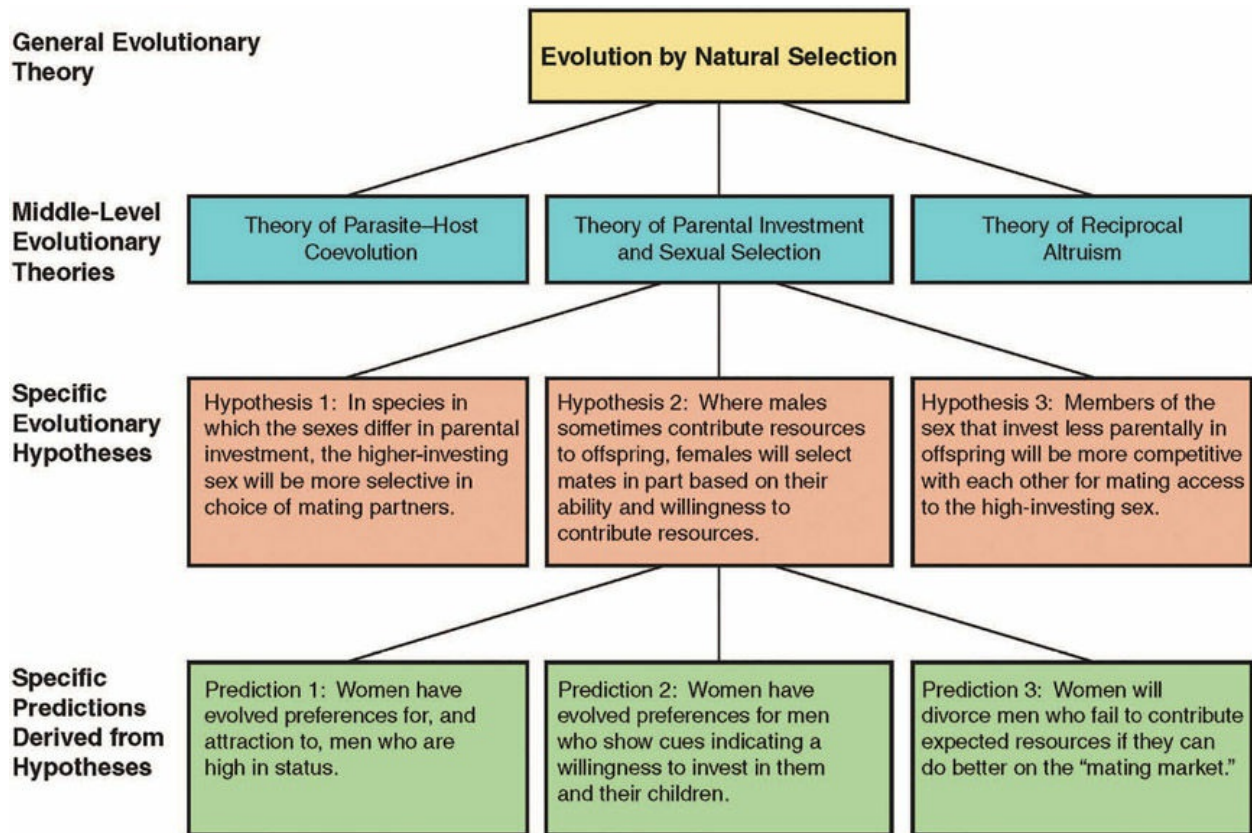 General Evolutionary
Theory
Evolution by Natural Selection
Middle-Level
Evolutionary
Theories
Theory of Parasite–Host
Coevolution
Theory of Parental Investment
and Sexual Selection
Theory of Reciprocal
Altruism
Specific
Evolutionary
Hypotheses
Hypothesis 1: In species in
which the sexes differ in parental
investment, the higher-investing
sex will be more selective in
choice of mating partners.
Hypothesis 2: Where males
sometimes contribute resources
to offspring, females will select
mates in part based on their
ability and willingness to
contribute resources.
Hypothesis 3: Members of the
sex that invest less parentally in
offspring will be more competitive
with each other for mating access
to the high-investing sex.
Specific
Predictions
Derived from
Hypotheses
Prediction 1: Women have
evolved preferences for, and
attraction to, men who are
high in status.
Prediction 2: Women have
evolved preferences for men
who show cues indicating a
willingness to invest in them
and their children.
Prediction 3: Women will
divorce men who fail to contribute
expected resources if they can
do better on the “mating market.”